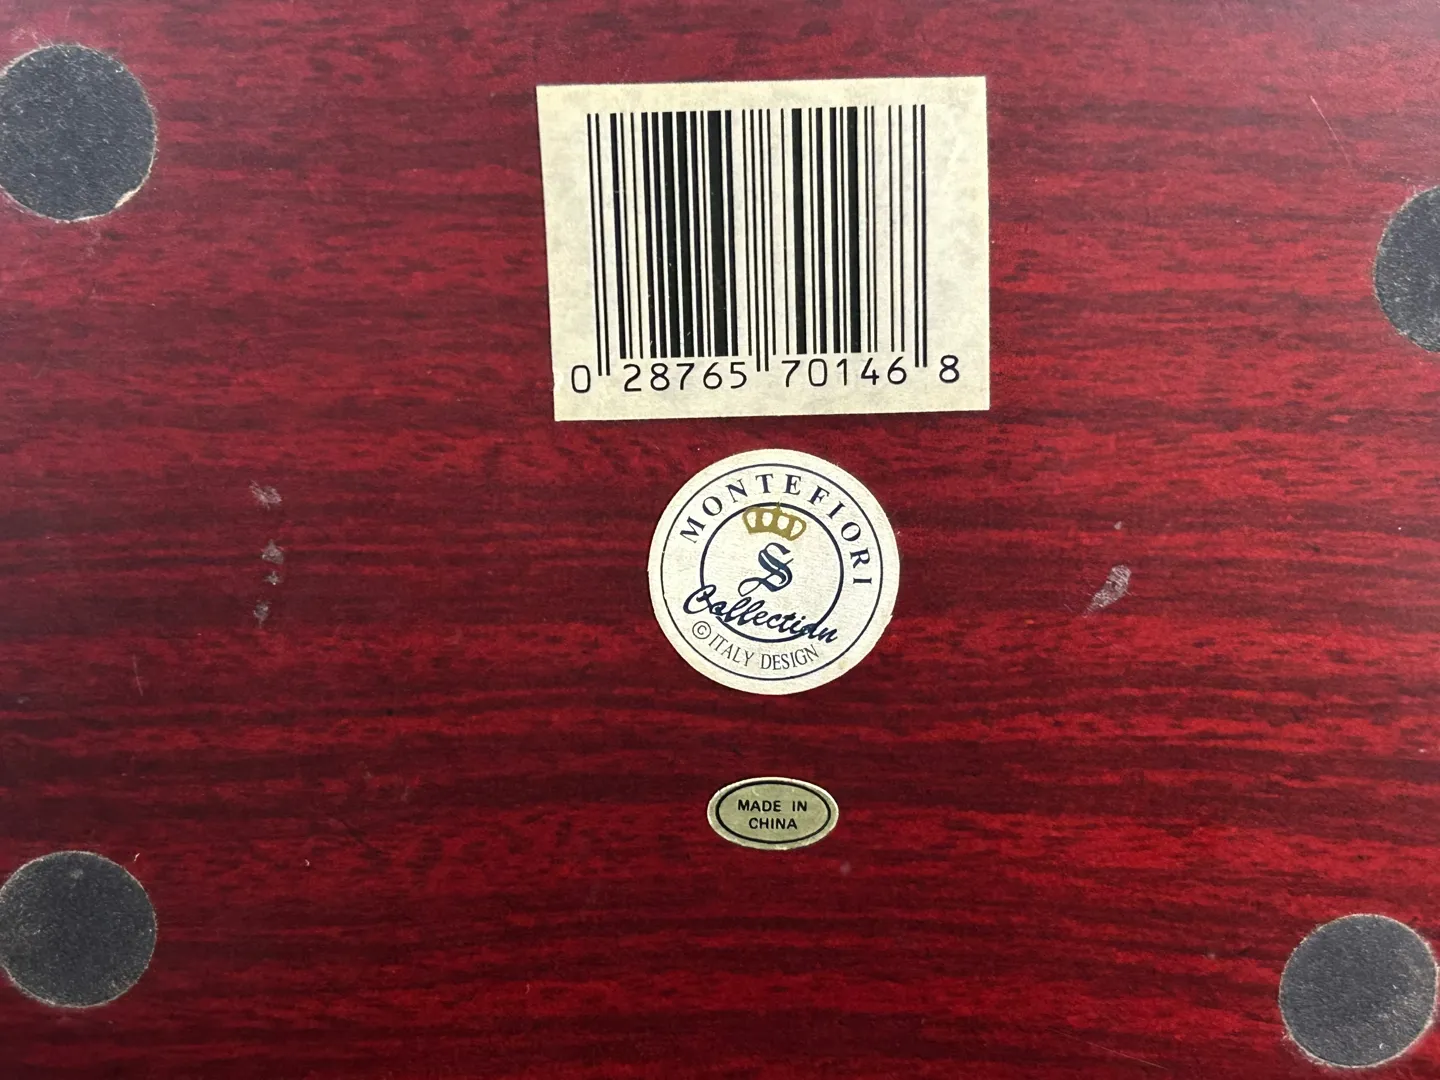 0 28765 70146 8
MONTEFIORI
S
Collection
© ITALY DESIGN
MADE IN
CHINA